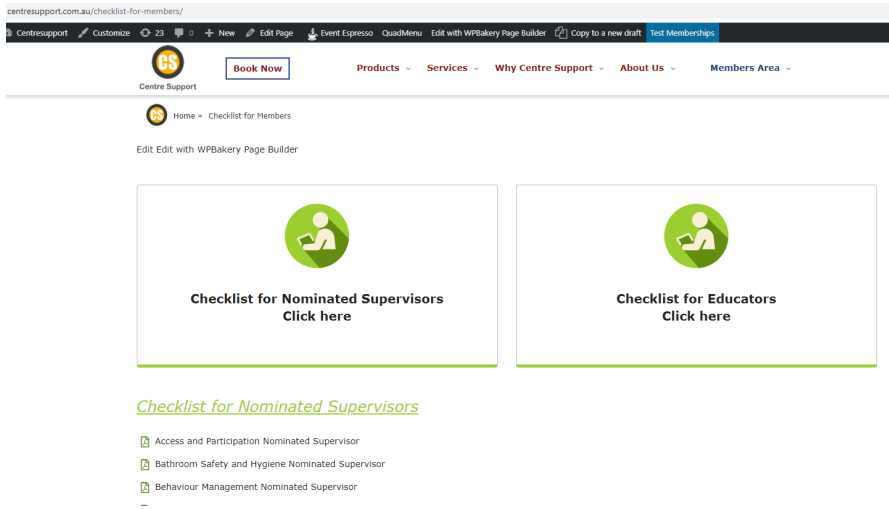 centresupport.com.au/checklist-for-members/
Centresupport Customize 23 0 New Edit Page Event Espresso QuadMenu Edit with WPBakery Page Builder Copy to a new draft Test Memberships
CS
Centre Support
Book Now
Products Services Why Centre Support About Us Members Area
CS Home » Checklist for Members
Edit Edit with WPBakery Page Builder
Checklist for Nominated Supervisors
Click here
Checklist for Educators
Click here
Checklist for Nominated Supervisors
Access and Participation Nominated Supervisor
Bathroom Safety and Hygiene Nominated Supervisor
Behaviour Management Nominated Supervisor